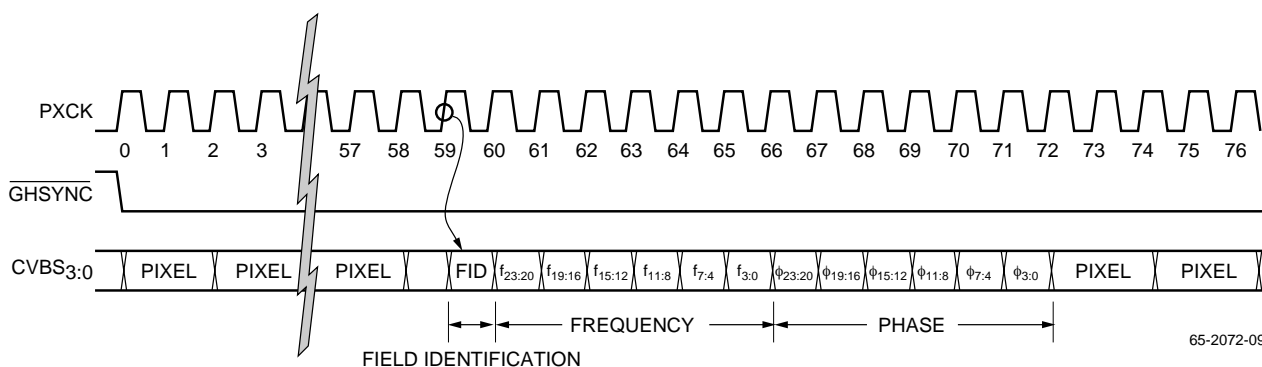 PXCK
0 1 2 3 57 58 59 60 61 62 63 64 65 66 67 68 69 70 71 72 73 74 75 76
GHSYNC
CVBS3:0 PIXEL PIXEL PIXEL FID f23:20 f19:16 f15:12 f11:8 f7:4 f3:0 ϕ23:20 ϕ19:16 ϕ15:12 ϕ11:8 ϕ7:4 ϕ3:0 PIXEL PIXEL
FREQUENCY PHASE
65-2072-09
FIELD IDENTIFICATION